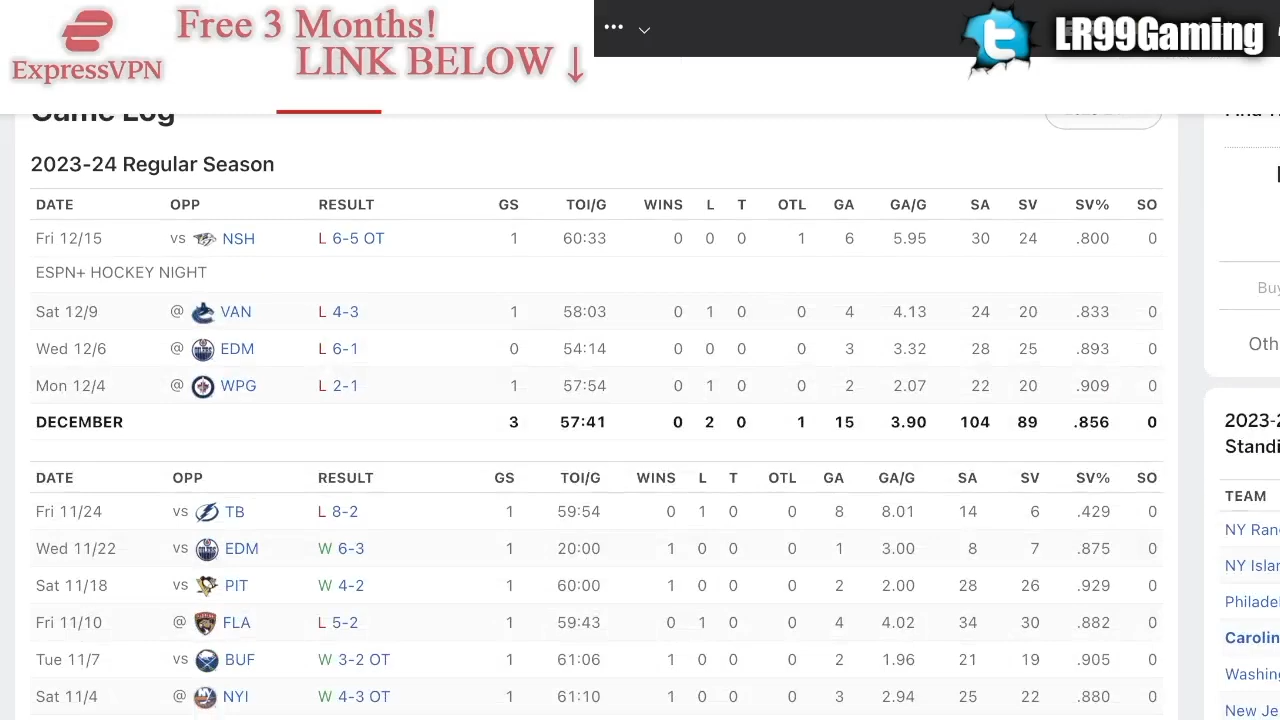 Free 3 Months!
LINK BELOW ↓
ExpressVPN
LR99Gaming
Game Log
2023-24 Regular Season
DATE OPP RESULT GS TOI/G WINS L T OTL GA GA/G SA SV SV% SO
Fri 12/15 vs NSH L 6-5 OT 1 60:33 0 0 0 1 6 5.95 30 24 .800 0
ESPN+ HOCKEY NIGHT
Sat 12/9 @ VAN L 4-3 1 58:03 0 1 0 0 4 4.13 24 20 .833 0
Wed 12/6 @ EDM L 6-1 0 54:14 0 0 0 0 3 3.32 28 25 .893 0
Mon 12/4 @ WPG L 2-1 1 57:54 0 1 0 0 2 2.07 22 20 .909 0
DECEMBER 3 57:41 0 2 0 1 15 3.90 104 89 .856 0
DATE OPP RESULT GS TOI/G WINS L T OTL GA GA/G SA SV SV% SO
Fri 11/24 vs TB L 8-2 1 59:54 0 1 0 0 8 8.01 14 6 .429 0
Wed 11/22 vs EDM W 6-3 1 20:00 1 0 0 0 1 3.00 8 7 .875 0
Sat 11/18 vs PIT W 4-2 1 60:00 1 0 0 0 2 2.00 28 26 .929 0
Fri 11/10 @ FLA L 5-2 1 59:43 0 1 0 0 4 4.02 34 30 .882 0
Tue 11/7 vs BUF W 3-2 OT 1 61:06 1 0 0 0 2 1.96 21 19 .905 0
Sat 11/4 @ NYI W 4-3 OT 1 61:10 1 0 0 0 3 2.94 25 22 .880 0
Buy
Oth
2023-2
Standi
TEAM
NY Ran
NY Islan
Philadel
Carolin
Washing
New Je